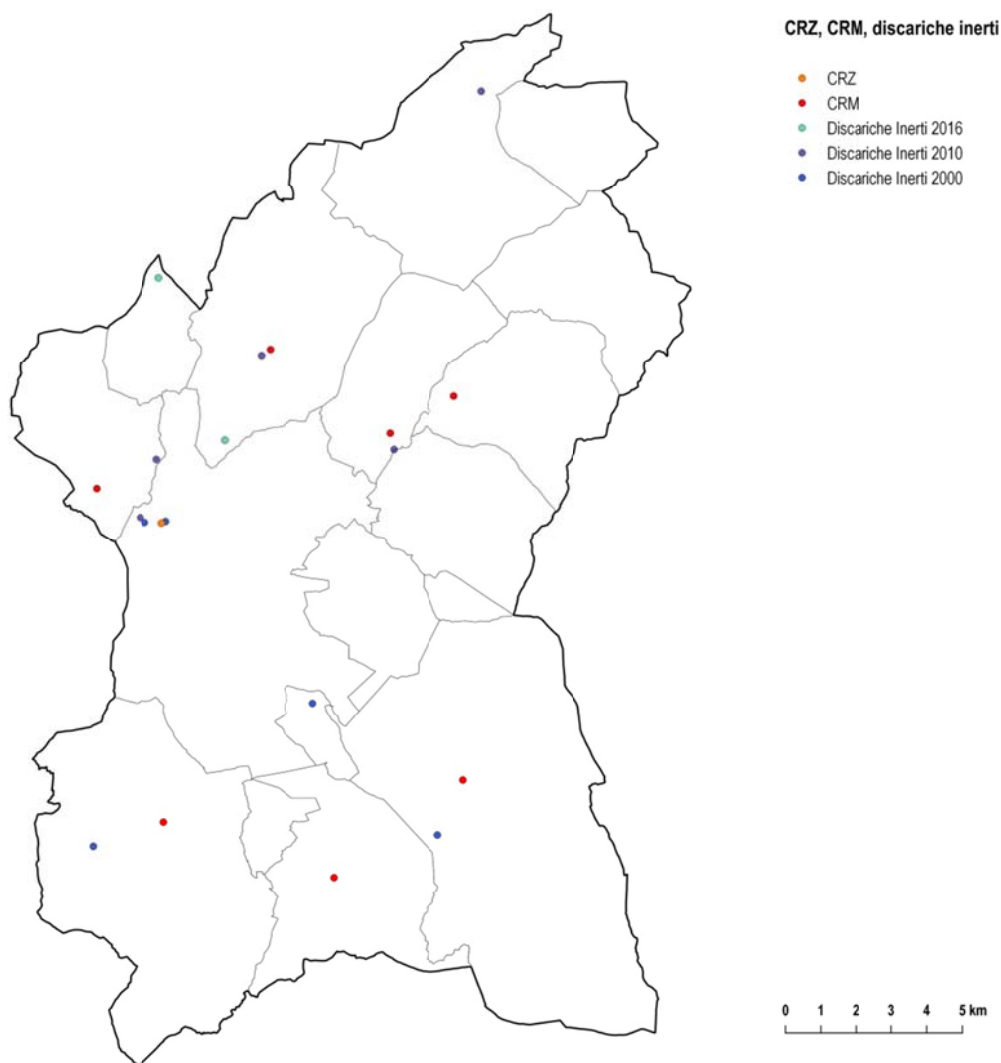 CRZ, CRM, discariche inerti
CRZ
CRM
Discariche Inerti 2016
Discariche Inerti 2010
Discariche Inerti 2000
0 1 2 3 4 5 km